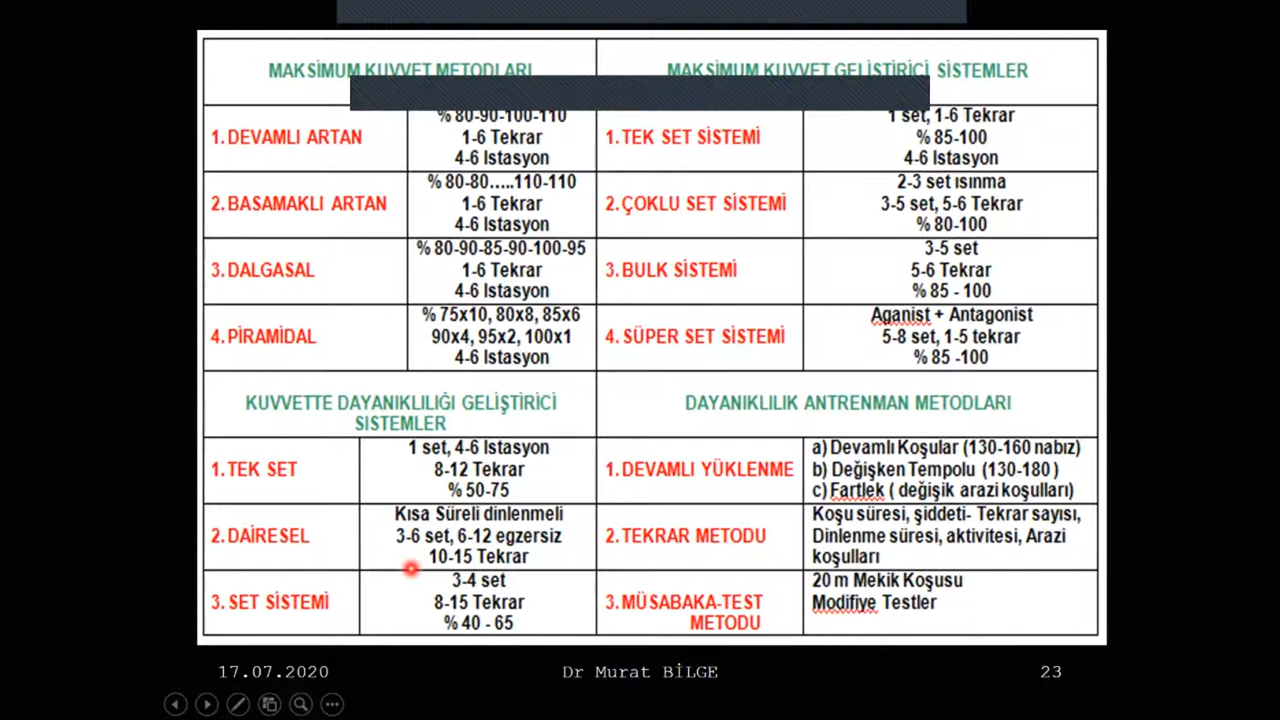 MAKSİMUM KUVVET METODLARI
MAKSİMUM KUVVET GELİŞTİRİCİ SİSTEMLER
1. DEVAMLI ARTAN
% 80-90-100-110
1-6 Tekrar
4-6 Istasyon
1. TEK SET SİSTEMİ
1 set, 1-6 Tekrar
% 85-100
4-6 Istasyon
2. BASAMAKLI ARTAN
% 80-80.....110-110
1-6 Tekrar
4-6 Istasyon
2. ÇOKLU SET SİSTEMİ
2-3 set ısınma
3-5 set, 5-6 Tekrar
% 80-100
3. DALGASAL
% 80-90-85-90-100-95
1-6 Tekrar
4-6 Istasyon
3. BULK SİSTEMİ
3-5 set
5-6 Tekrar
% 85 - 100
4. PİRAMİDAL
% 75x10, 80x8, 85x6
90x4, 95x2, 100x1
4-6 Istasyon
4. SÜPER SET SİSTEMİ
Aganist + Antagonist
5-8 set, 1-5 tekrar
% 85 -100
KUVVETTE DAYANIKLILIĞI GELİŞTİRİCİ
SISTEMLER
DAYANIKLILIK ANTRENMAN METODLARI
1. TEK SET
1 set, 4-6 Istasyon
8-12 Tekrar
% 50-75
1. DEVAMLI YÜKLENME
a) Devamlı Koşular (130-160 nabız)
b) Değişken Tempolu (130-180 )
c) Fartlek ( değişik arazi koşulları)
2. DAİRESEL
Kısa Süreli dinlenmeli
3-6 set, 6-12 egzersiz
10-15 Tekrar
2. TEKRAR METODU
Koşu süresi, şiddeti- Tekrar sayısı,
Dinlenme süresi, aktivitesi, Arazi
koşulları
3. SET SİSTEMİ
3-4 set
8-15 Tekrar
% 40 - 65
3. MÜSABAKA-TEST
METODU
20 m Mekik Koşusu
Modifiye Testler
17.07.2020
Dr Murat BİLGE
23